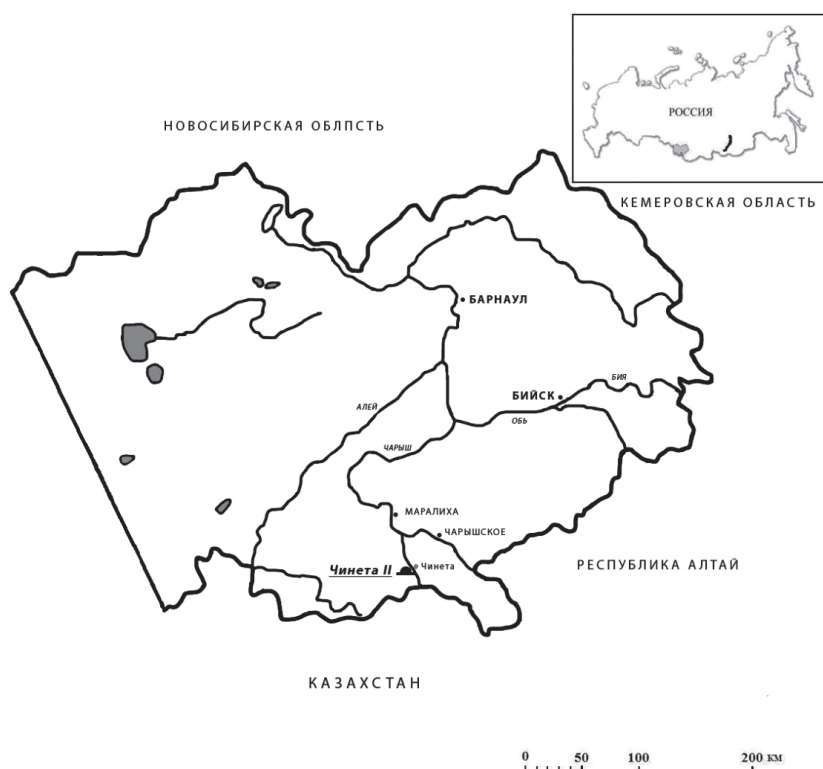 РОССИЯ
НОВОСИБИРСКАЯ ОБЛПСТЬ
КЕМЕРОВСКАЯ ОБЛАСТЬ
БАРНАУЛ
БИЯ
БИЙСК
АЛЕЙ
ОБЬ
ЧАРЫШ
МАРАЛИХА
ЧАРЫШСКОЕ
Чинета II
Чинета
РЕСПУБЛИКА АЛТАЙ
КАЗАХСТАН
0 50 100 200 км